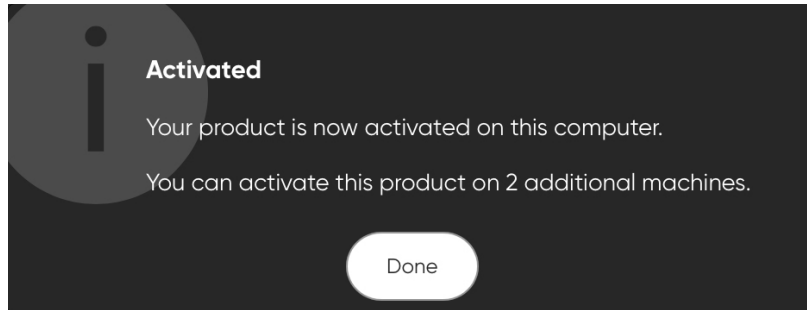 Activated
Your product is now activated on this computer.
You can activate this product on 2 additional machines.
Done